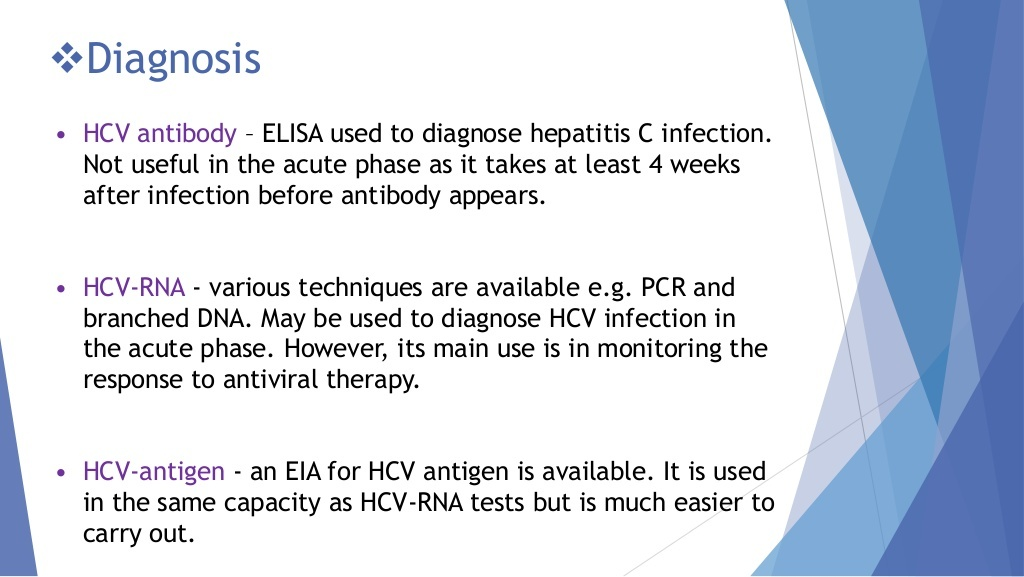 ❖Diagnosis
• HCV antibody – ELISA used to diagnose hepatitis C infection.
Not useful in the acute phase as it takes at least 4 weeks
after infection before antibody appears.
• HCV-RNA - various techniques are available e.g. PCR and
branched DNA. May be used to diagnose HCV infection in
the acute phase. However, its main use is in monitoring the
response to antiviral therapy.
• HCV-antigen - an EIA for HCV antigen is available. It is used
in the same capacity as HCV-RNA tests but is much easier to
carry out.